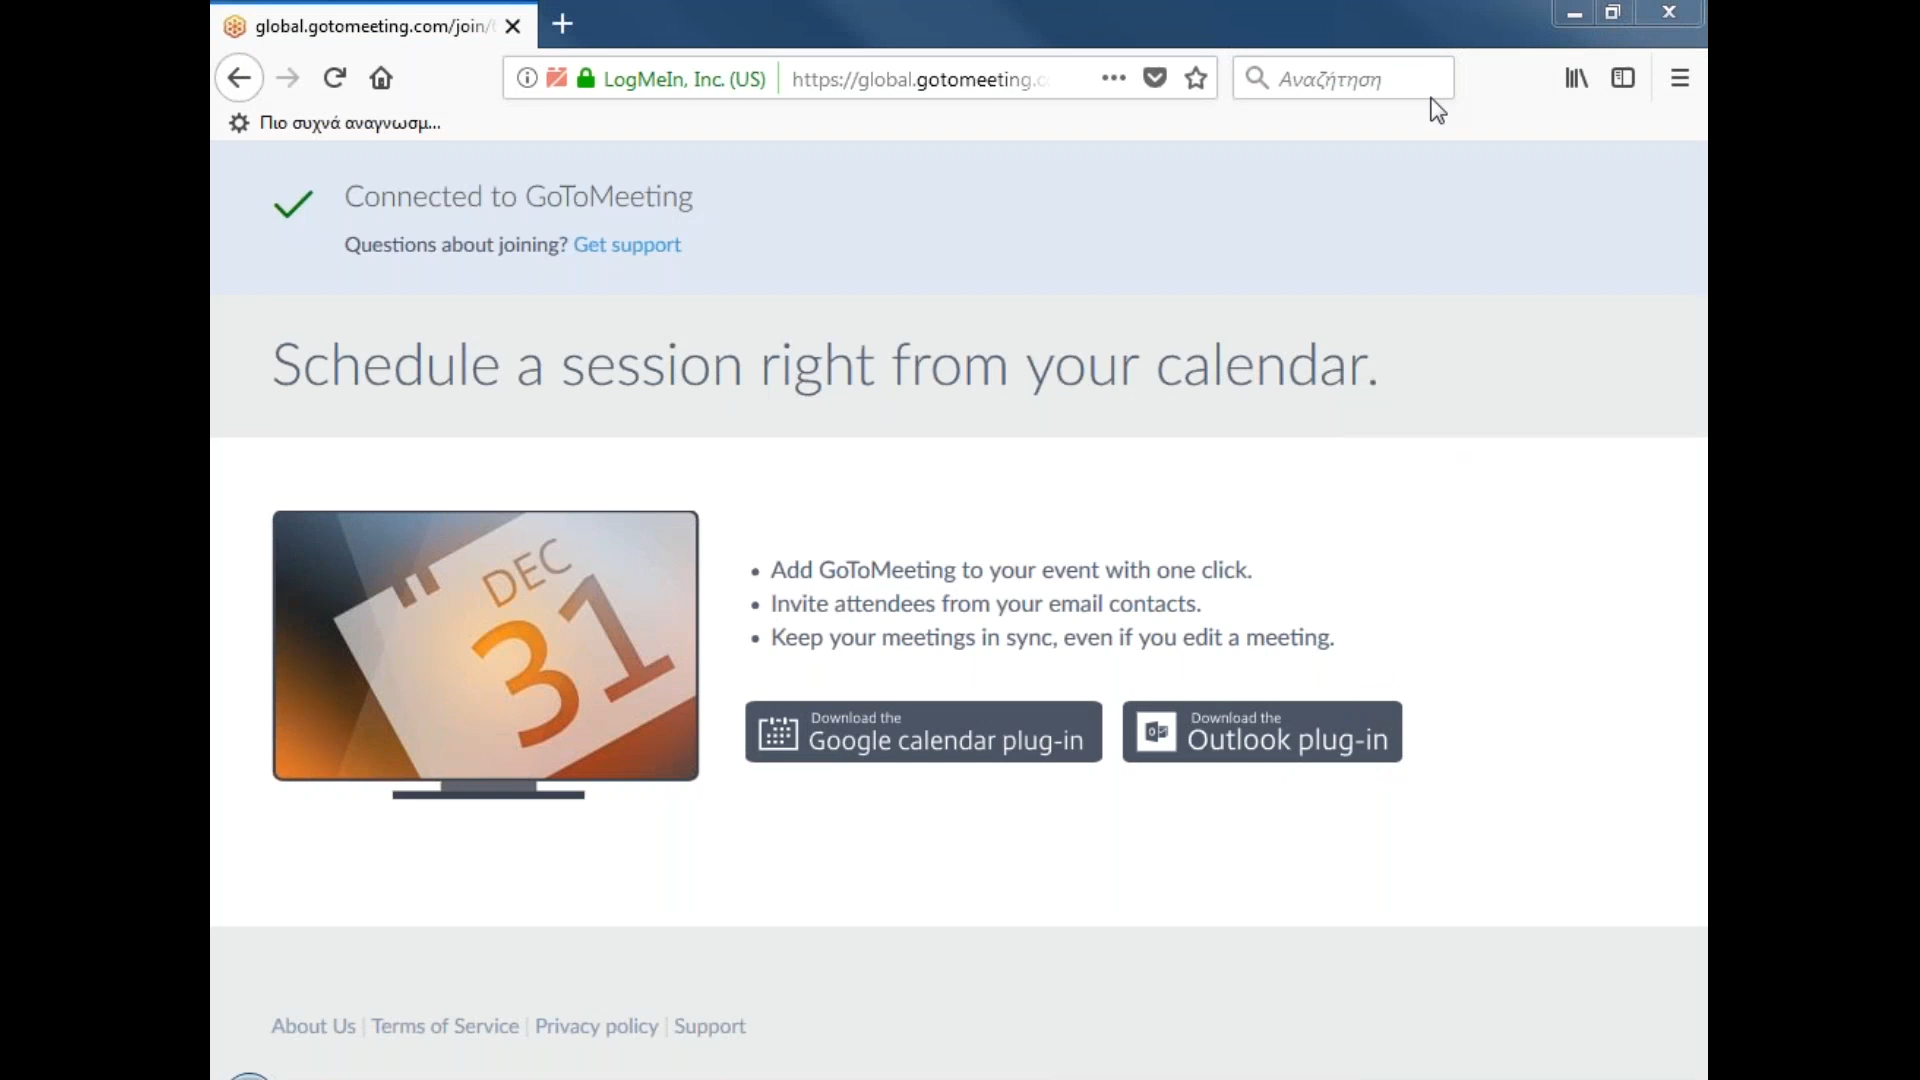 global.gotomeeting.com/join/
LogMeIn, Inc. (US)
https://global.gotomeeting.c
Αναζήτηση
Πιο συχνά αναγνωσμ...
Connected to GoToMeeting
Questions about joining? Get support
Schedule a session right from your calendar.
DEC
31
• Add GoToMeeting to your event with one click.
• Invite attendees from your email contacts.
• Keep your meetings in sync, even if you edit a meeting.
Download the
Google calendar plug-in
Download the
Outlook plug-in
About Us | Terms of Service | Privacy policy | Support